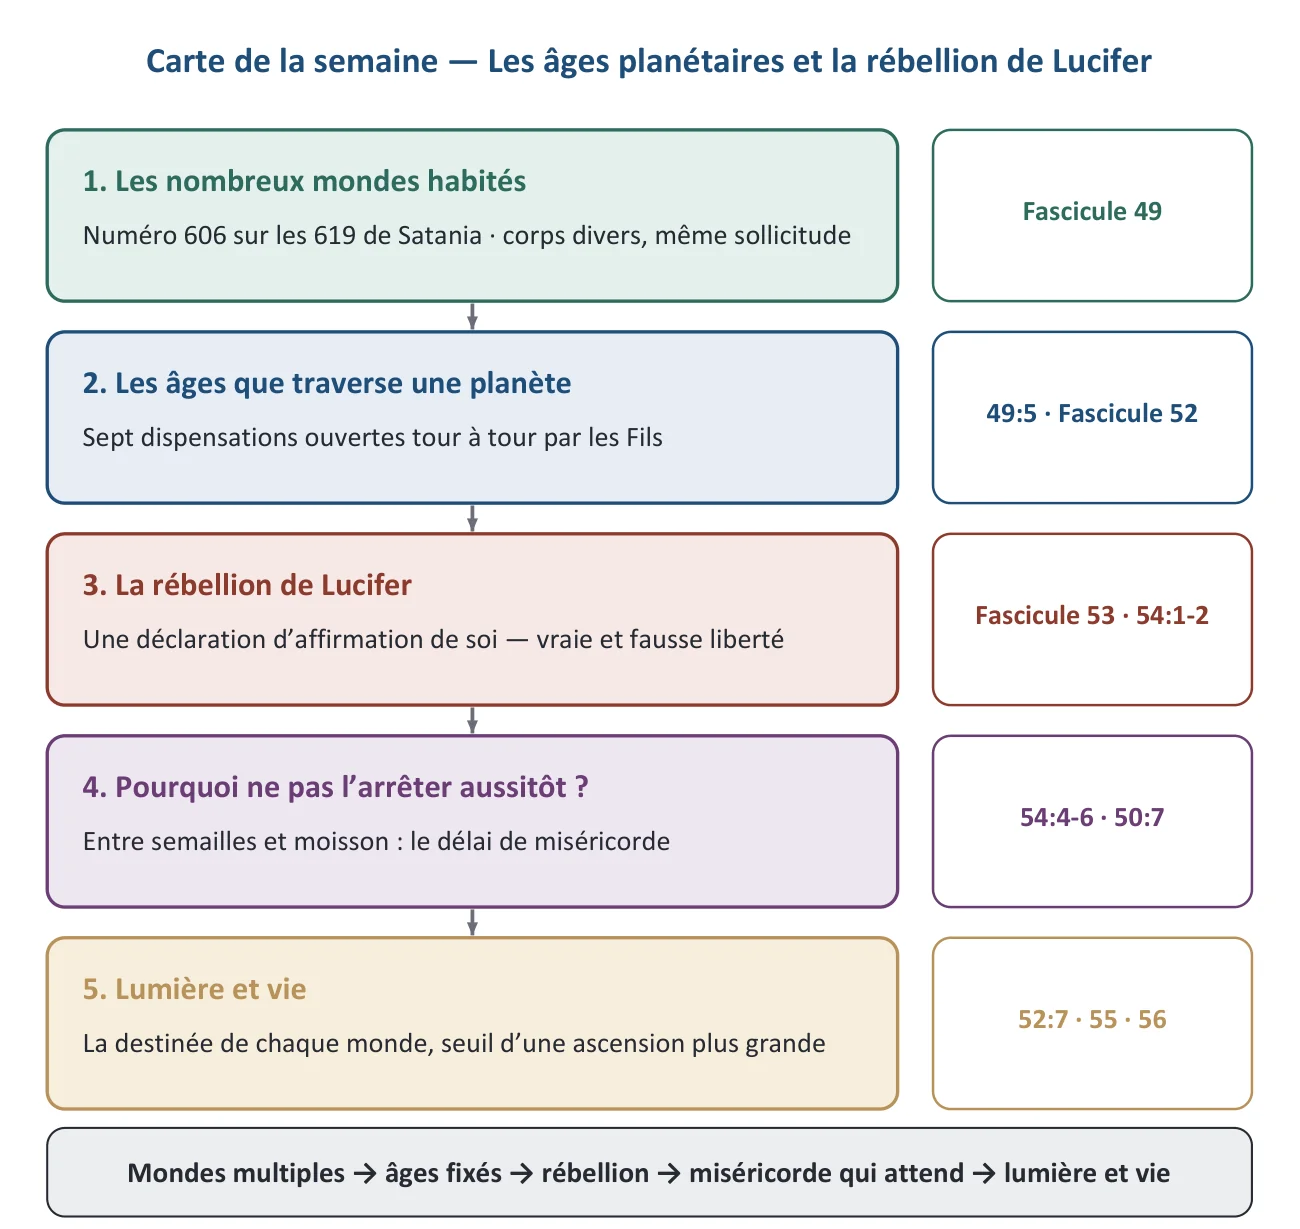 Carte de la semaine — Les âges planétaires et la rébellion de Lucifer
1. Les nombreux mondes habités
Numéro 606 sur les 619 de Satania · corps divers, même sollicitude
Fascicule 49
2. Les âges que traverse une planète
Sept dispensations ouvertes tour à tour par les Fils
49:5 · Fascicule 52
3. La rébellion de Lucifer
Une déclaration d’affirmation de soi — vraie et fausse liberté
Fascicule 53 · 54:1-2
4. Pourquoi ne pas l’arrêter aussitôt ?
Entre semailles et moisson : le délai de miséricorde
54:4-6 · 50:7
5. Lumière et vie
La destinée de chaque monde, seuil d’une ascension plus grande
52:7 · 55 · 56
Mondes multiples → âges fixés → rébellion → miséricorde qui attend → lumière et vie